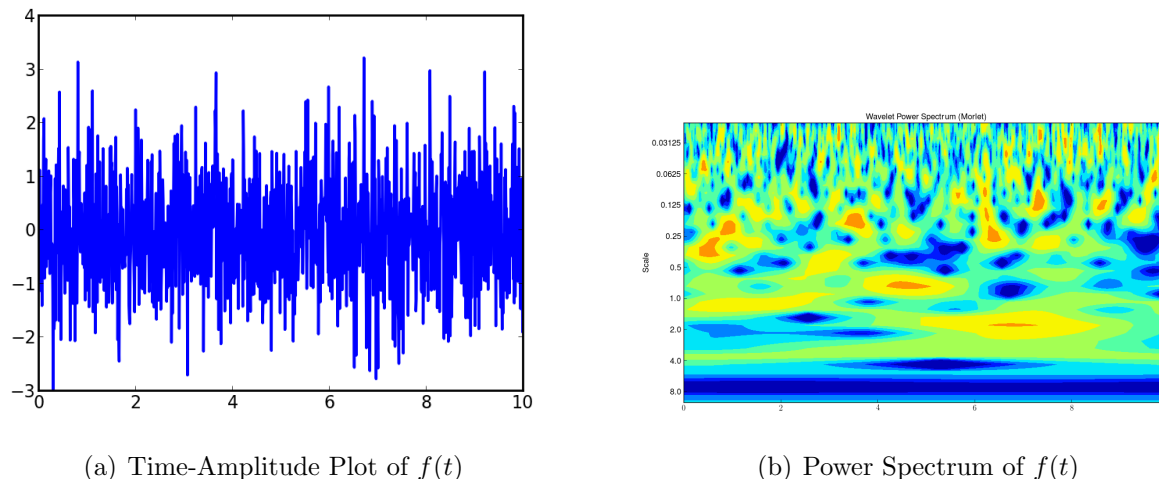 4
3
2
1
0
−1
−2
−3
0 2 4 6 8 10
(a) Time-Amplitude Plot of f(t)
Wavelet Power Spectrum (Morlet)
Scale
0.03125
0.0625
0.125
0.25
0.5
1.0
2.0
4.0
8.0
0 2 4 6 8
(b) Power Spectrum of f(t)